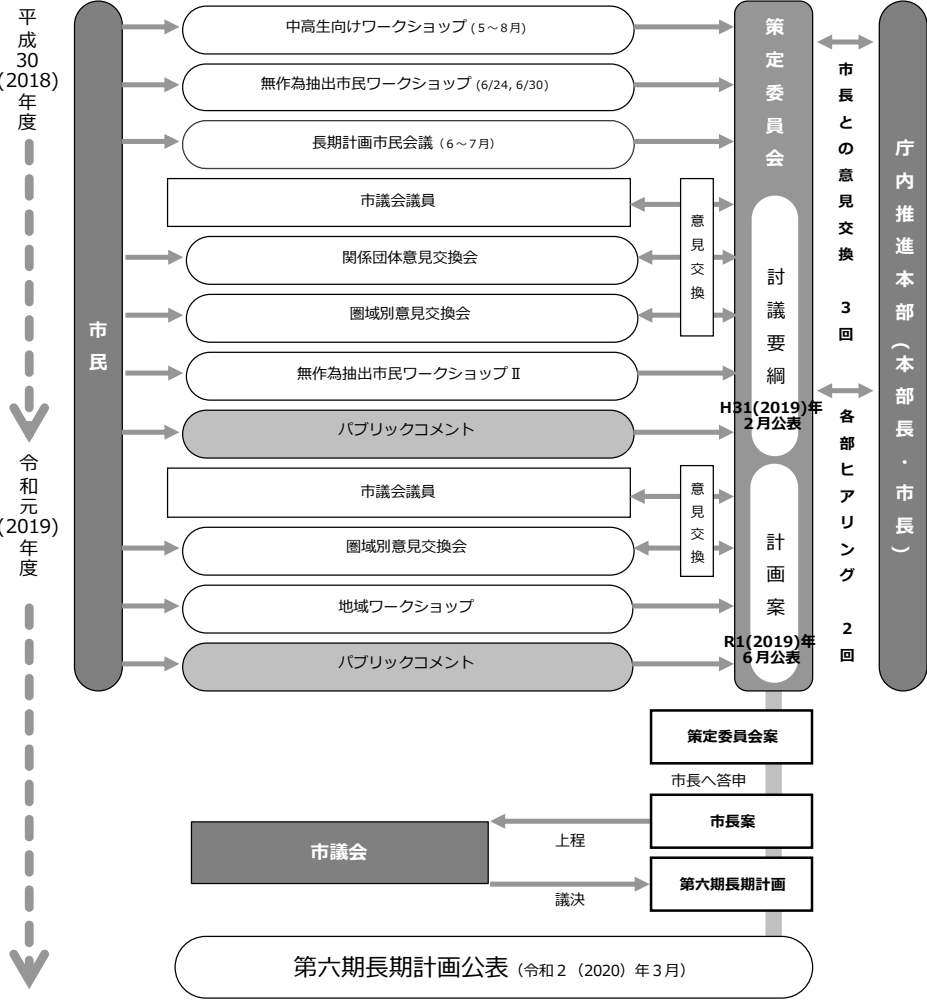 平成30(2018)年度
令和元(2019)年度
市民
中高生向けワークショップ（5～8月）
無作為抽出市民ワークショップ（6/24, 6/30）
長期計画市民会議（6～7月）
市議会議員
関係団体意見交換会
圏域別意見交換会
無作為抽出市民ワークショップⅡ
パブリックコメント
市議会議員
圏域別意見交換会
地域ワークショップ
パブリックコメント
意見交換
意見交換
策定委員会
討議要綱
H31(2019)年
2月公表
計画案
R1(2019)年
6月公表
市長との意見交換 3回
各部ヒアリング 2回
庁内推進本部（本部長・市長）
策定委員会案
市長へ答申
市長案
上程
市議会
議決
第六期長期計画
第六期長期計画公表（令和2（2020）年3月）